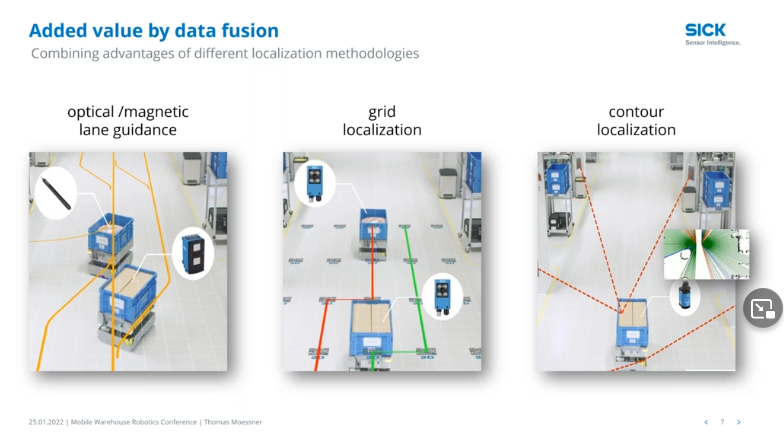 Added value by data fusion
Combining advantages of different localization methodologies
SICK
Sensor Intelligence.
optical /magnetic
lane guidance
grid
localization
contour
localization
25.01.2022 | Mobile Warehouse Robotics Conference | Thomas Moessner
7